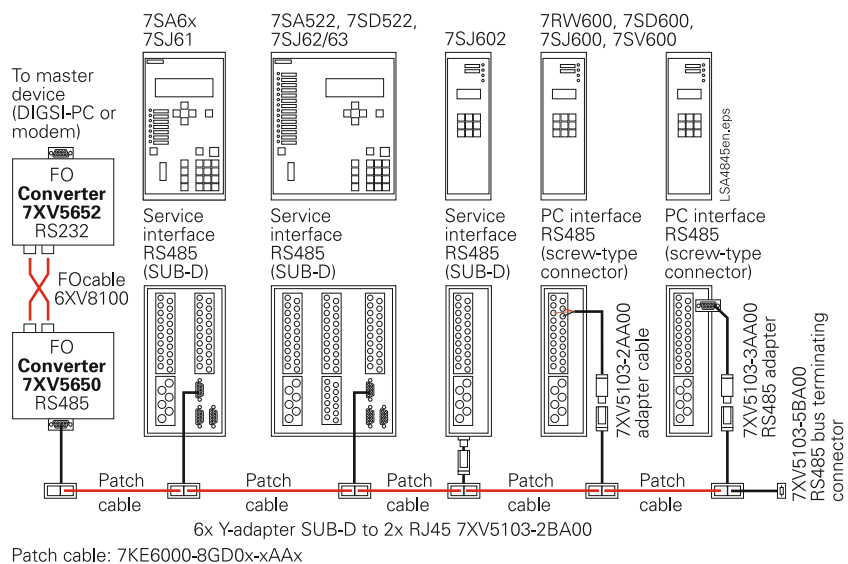 7SA6x
7SJ61
7SA522, 7SD522,
7SJ62/63
7SJ602
7RW600, 7SD600,
7SJ600, 7SV600
To master
device
(DIGSI-PC or
modem)
FO
Converter
7XV5652
RS232
FOcable
6XV8100
FO
Converter
7XV5650
RS485
LSA4845en.eps
Service
interface
RS485
(SUB-D)
Service
interface
RS485
(SUB-D)
Service
interface
RS485
(SUB-D)
PC interface
RS485
(screw-type
connector)
PC interface
RS485
(screw-type
connector)
7XV5103-2AA00
adapter cable
7XV5103-3AA00
RS485 adapter
7XV5103-5BA00
RS485 bus terminating
connector
Patch
cable
Patch
cable
Patch
cable
Patch
cable
Patch
cable
6x Y-adapter SUB-D to 2x RJ45 7XV5103-2BA00
Patch cable: 7KE6000-8GD0x-xAAx